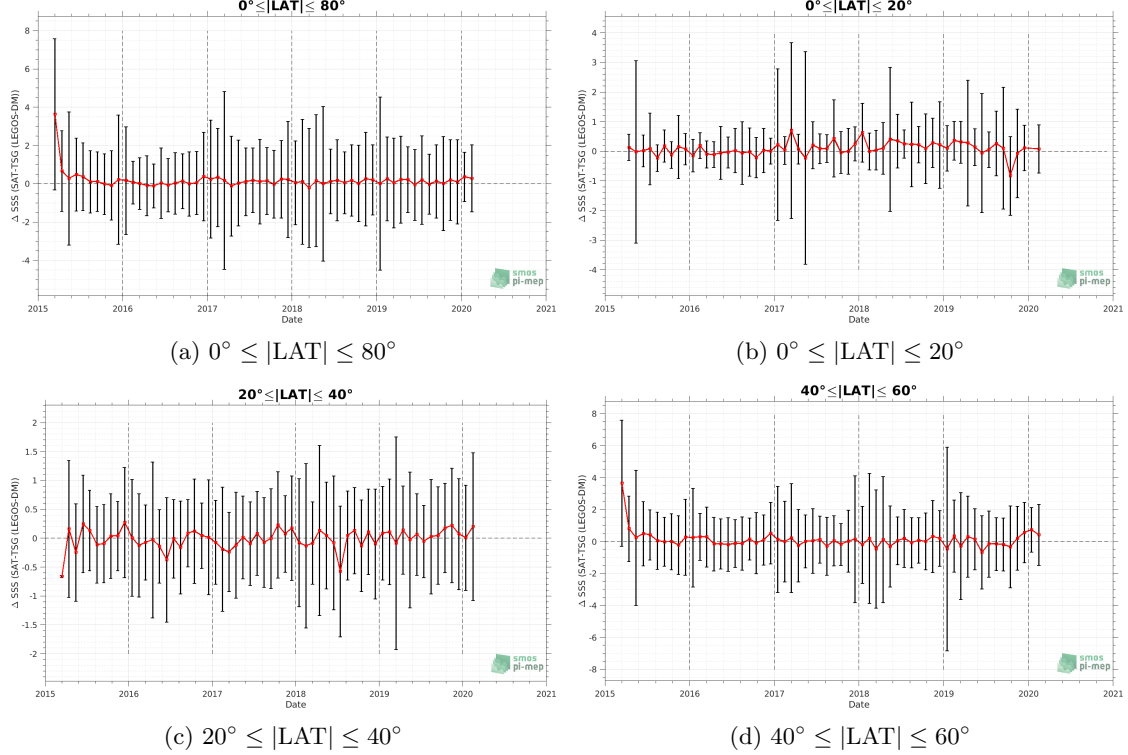 0°≤|LAT|≤ 80°
Δ SSS (SAT-TSG (LEGOS-DM))
8
6
4
2
0
-2
-4
2015 2016 2017 2018 2019 2020 2021
Date
smos
pi-mep
(a) 0° ≤ |LAT| ≤ 80°
0°≤|LAT|≤ 20°
Δ SSS (SAT-TSG (LEGOS-DM))
4
3
2
1
0
-1
-2
-3
-4
2015 2016 2017 2018 2019 2020 2021
Date
smos
pi-mep
(b) 0° ≤ |LAT| ≤ 20°
20°≤|LAT|≤ 40°
Δ SSS (SAT-TSG (LEGOS-DM))
2
1.5
1
0.5
0
-0.5
-1
-1.5
-2
2015 2016 2017 2018 2019 2020 2021
Date
smos
pi-mep
(c) 20° ≤ |LAT| ≤ 40°
40°≤|LAT|≤ 60°
Δ SSS (SAT-TSG (LEGOS-DM))
8
6
4
2
0
-2
-4
-6
-8
2015 2016 2017 2018 2019 2020 2021
Date
smos
pi-mep
(d) 40° ≤ |LAT| ≤ 60°